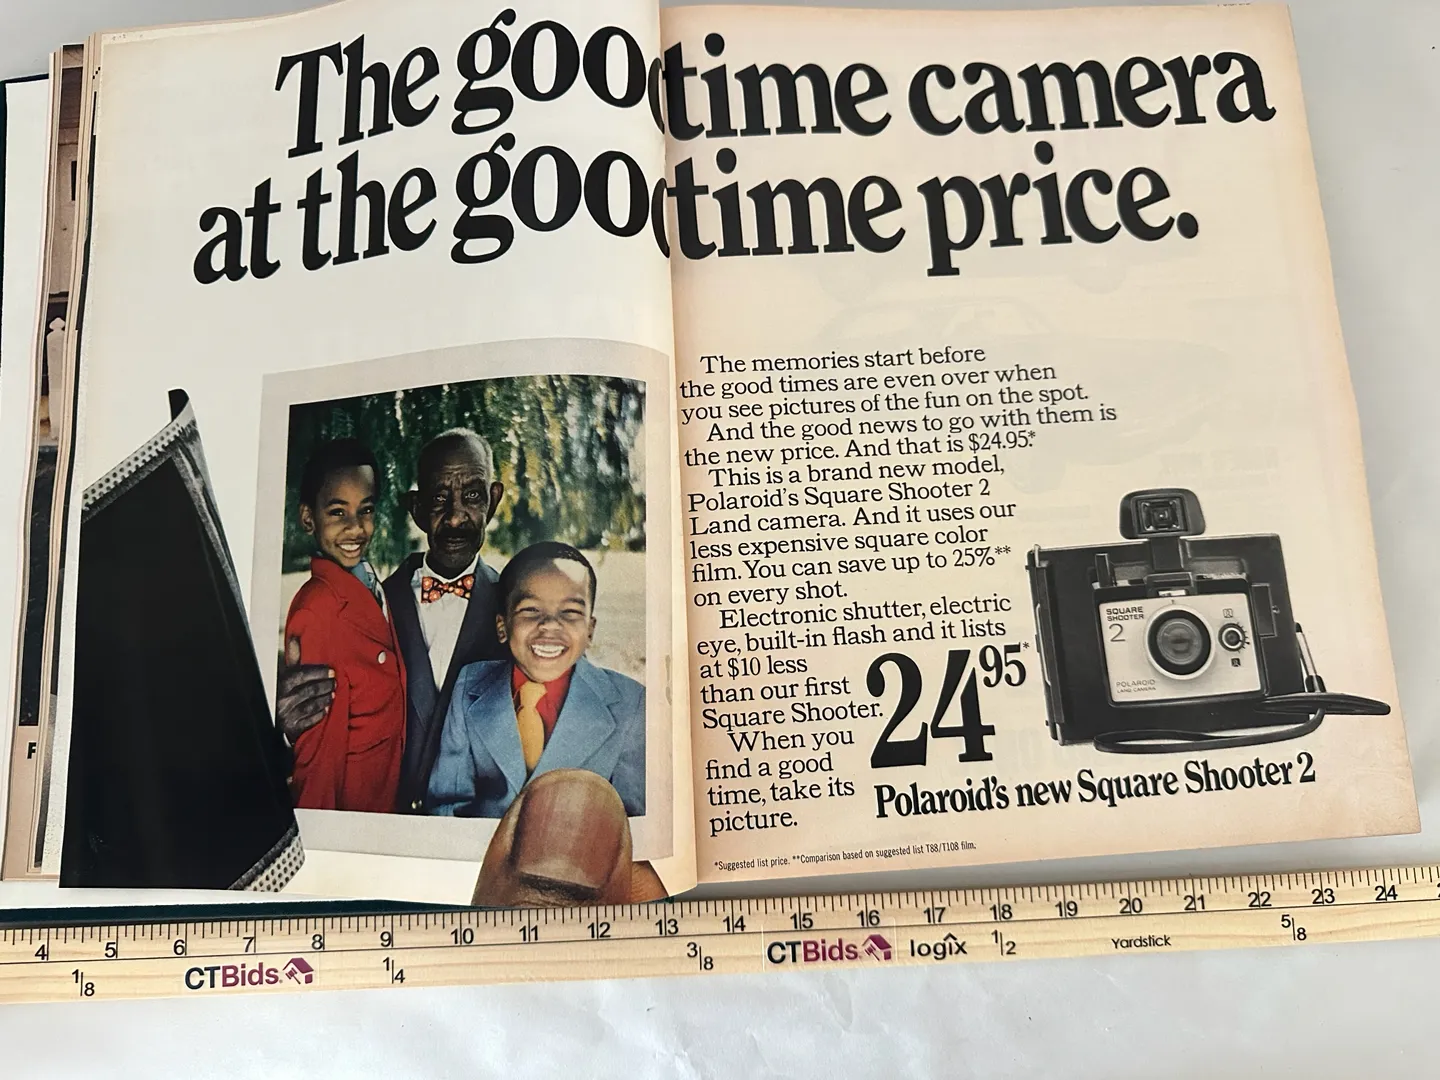 The good time camera
at the good time price.
The memories start before
the good times are even over when
you see pictures of the fun on the spot.
And the good news to go with them is
the new price. And that is $24.95*.
This is a brand new model,
Polaroid's Square Shooter 2
Land camera. And it uses our
less expensive square color
film. You can save up to 25%**
on every shot.
Electronic shutter, electric
eye, built-in flash and it lists
at $10 less
than our first
Square Shooter.
When you
find a good
time, take its
picture.
24 95*
SQUARE
SHOOTER
2
POLAROID
LAND CAMERA
Polaroid's new Square Shooter 2
*Suggested list price. **Comparison based on suggested list T88/T108 film.
F
4 5 6 7 8 9 10 11 12 13 14 15 16 17 18 19 20 21 22 23 24
1/8 CTBids 1/4 3/8 CTBids logix 1/2 Yardstick 5/8